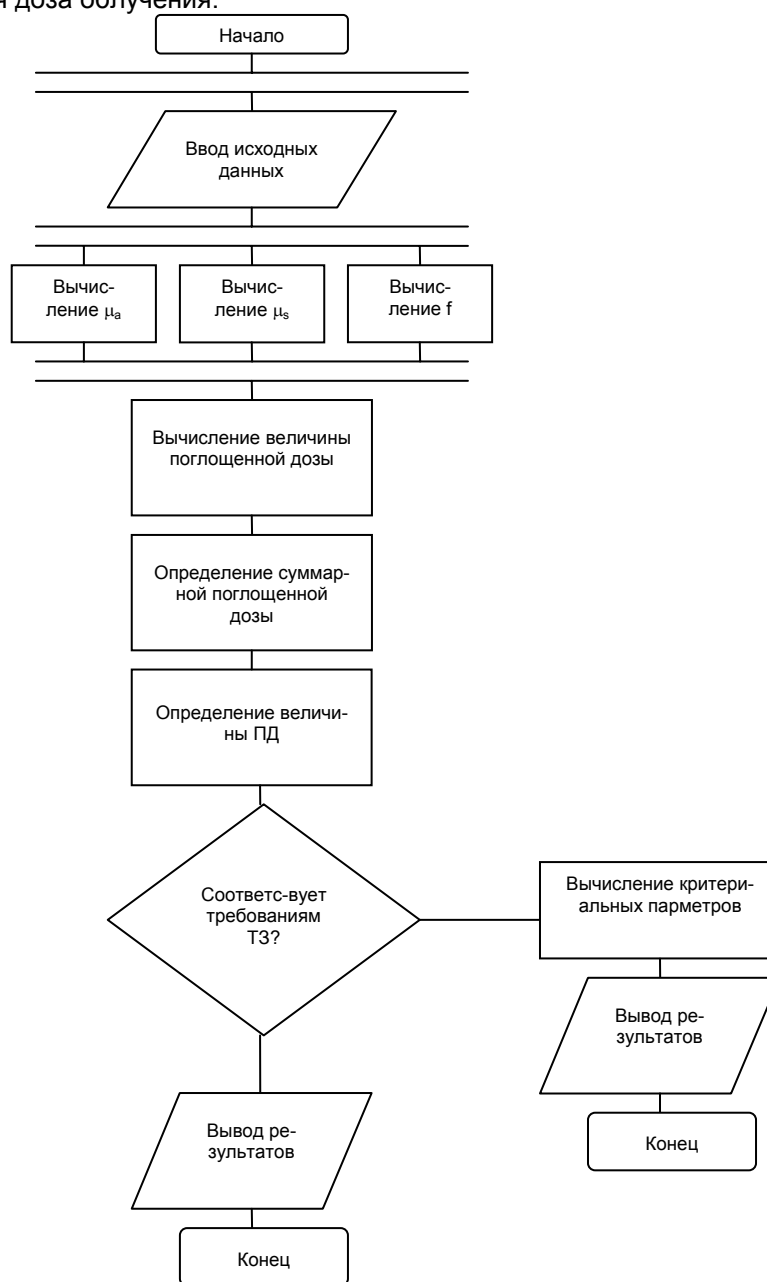 доза облучения.
Начало
Ввод исходных
данных
Вычис-
ление μa
Вычис-
ление μs
Вычис-
ление f
Вычисление величины
поглощенной дозы
Определение суммар-
ной поглощенной
дозы
Определение величи-
ны ПД
Соответс-вует
требованиям
ТЗ?
Вычисление критери-
альных парметров
Вывод ре-
зультатов
Конец
Вывод ре-
зультатов
Конец